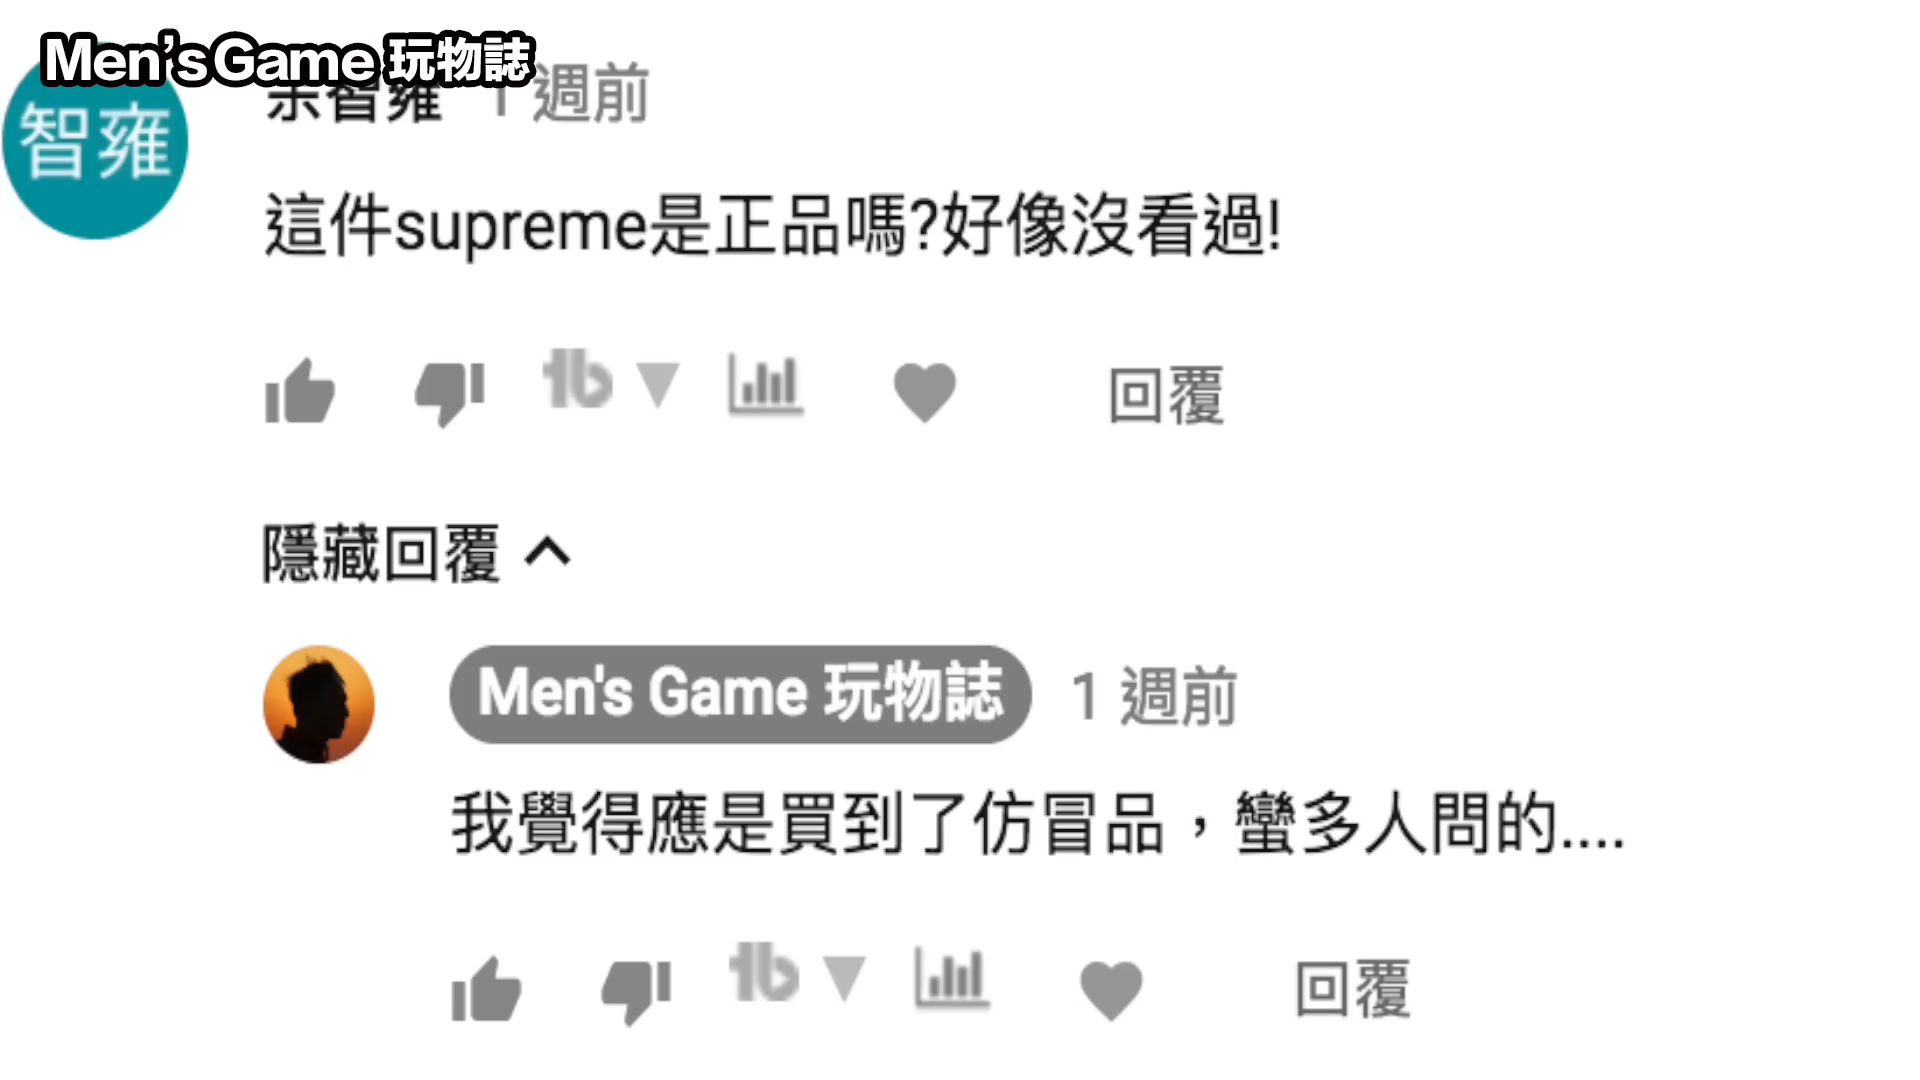 Men's Game 玩物誌
智雍
智雍 1 週前
這件supreme是正品嗎?好像沒看過!
回覆
隱藏回覆
Men's Game 玩物誌 1 週前
我覺得應是買到了仿冒品，蠻多人問的....
回覆